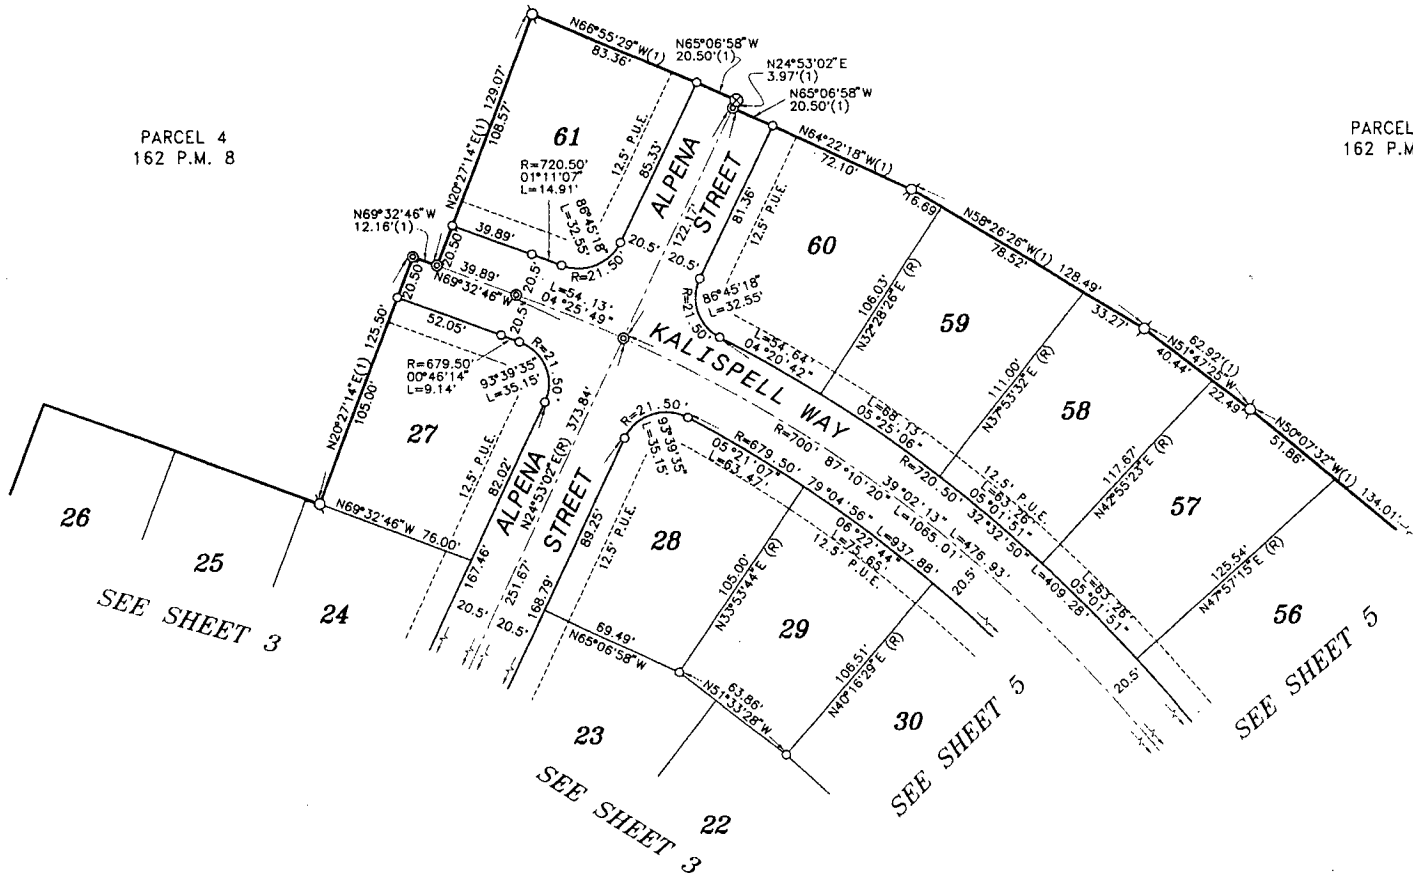 N66°55'29"W(1)
83.36'
N65°06'58"W
20.50'(1)
N24°53'02"E
3.97'(1)
N65°06'58"W
20.50'(1)
PARCEL 4
162 P.M. 8
PARCEL
162 P.M
N20°27'14"E(1) 129.07'
108.57'
61
12.5' P.U.E.
R=720.50'
01°11'07"
L=14.91'
86°45'18"
L=32.55'
R=21.50'
85.33'
ALPENA
STREET
122.17'
81.36'
12.5' P.U.E.
N64°22'18"W(1)
72.10'
16.69'
N58°26'26"W(1) 128.49'
78.52'
33.27'
60
106.03'
N32°28'26"E (R)
59
111.00'
N37°53'32"E (R)
58
62.92'(1)
N51°47'25"W
40.44'
22.49'
N50°07'32"W(1) 134.01'
51.86'
117.67'
N42°55'23"E (R)
57
125.54'
N47°57'15"E (R)
56
SEE SHEET 5
N69°32'46"W
12.16'(1)
20.50'
39.89'
20.5'
20.50'
39.89'
N69°32'46"W
20.5'
L=54.13'
04°25'49"
20.5'
20.5'
86°45'18"
L=32.55'
R=21.50'
L=54.64'
04°20'42"
KALISPELL WAY
L=68.13'
05°25'06"
R=720.50' 32°32'50" L=409.28'
12.5' P.U.E.
L=63.26'
05°01'51"
L=63.26'
05°01'51"
R=700' 87°10'20" L=1065.01'
39°02'13" L=476.93'
20.5'
20.5'
N20°27'14"E(1) 125.50'
105.00'
52.05'
R=679.50'
00°46'14"
L=9.14'
R=21.50'
93°39'35"
L=35.15'
27
12.5' P.U.E.
82.02'
167.46'
ALPENA
STREET
N24°53'02"E(R) 373.84'
251.67'
20.5'
20.5'
168.79'
89.25'
12.5' P.U.E.
R=21.50'
93°39'35"
L=35.15'
R=679.50' 79°04'56" L=937.88'
05°21'07"
L=63.47'
06°22'44"
L=75.65'
12.5' P.U.E.
28
105.00'
N33°53'44"E (R)
29
106.51'
N40°16'29"E (R)
30
SEE SHEET 5
N69°32'46"W
76.00'
26
25
24
SEE SHEET 3
69.49'
N65°06'58"W
63.86'
N51°33'28"W
23
22
SEE SHEET 3